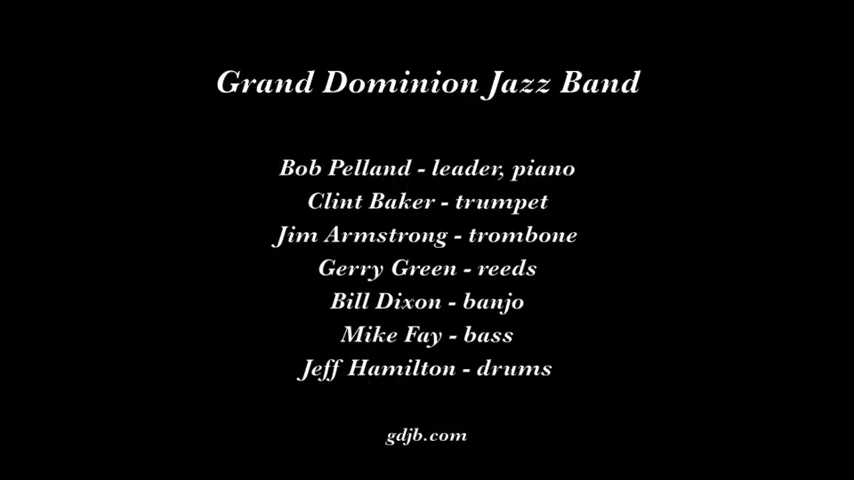 Grand Dominion Jazz Band
Bob Pelland - leader, piano
Clint Baker - trumpet
Jim Armstrong - trombone
Gerry Green - reeds
Bill Dixon - banjo
Mike Fay - bass
Jeff Hamilton - drums
gdjb.com